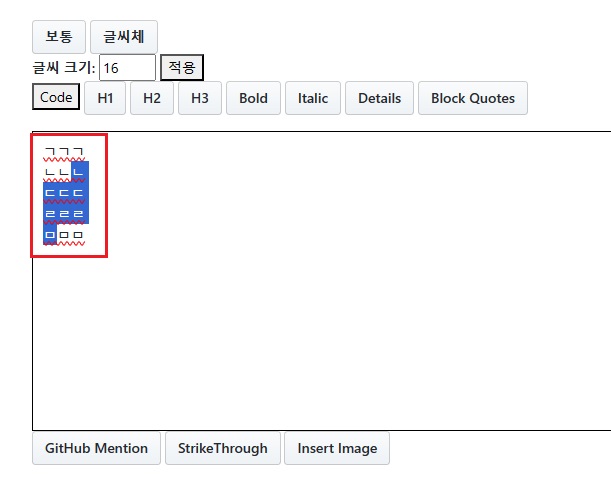 보통 글씨체
글씨 크기: 16 적용
Code H1 H2 H3 Bold Italic Details Block Quotes
ㄱㄱㄱ
ㄴㄴㄴ
ㄷㄷㄷ
ㄹㄹㄹ
ㅁㅁㅁ
GitHub Mention StrikeThrough Insert Image